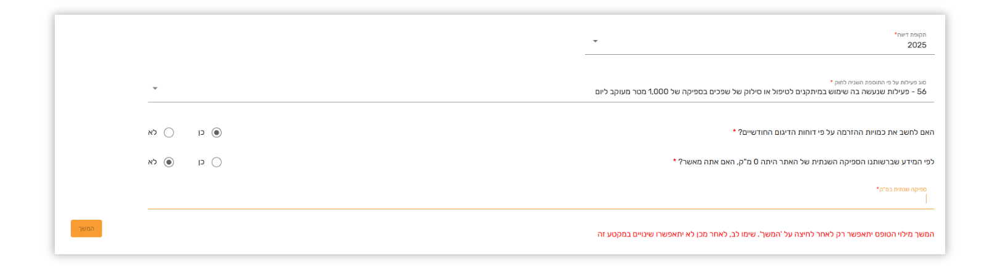 תקופת דיווח*
2025
סוג פעילות על פי התוספת השניה לחוק *
56 - פעילות שנעשה בה שימוש במיתקנים לטיפול או סילוק של שפכים בספיקה של 1,000 מטר מעוקב ליום
האם לחשב את כמויות ההזרמה על פי דוחות הדיגום החודשיים? * כן לא
לפי המידע שברשותנו הספיקה השנתית של האתר היתה 0 מ"ק, האם אתה מאשר? * כן לא
ספיקה שנתית במ"ק*
המשך
המשך מילוי הטופס יתאפשר רק לאחר לחיצה על 'המשך'. שימו לב, לאחר מכן לא יתאפשרו שינויים במקטע זה